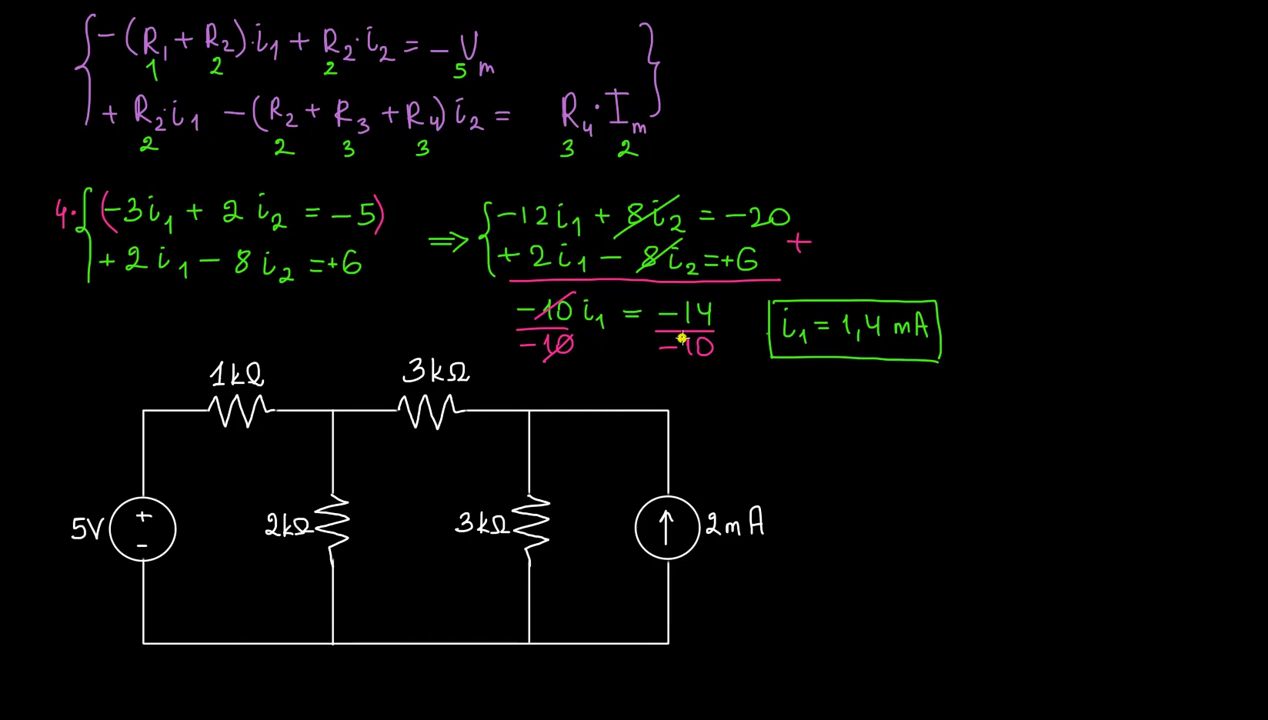 -(R₁ + R₂)·i₁ + R₂·i₂ = -V_m
1 2 2 5
+ R₂·i₁ -(R₂ + R₃ + R₄) i₂ = R₄·I_m
2 2 3 3 3 2
4·(-3i₁ + 2i₂ = -5)
+2i₁ - 8i₂ = +6
⇒ -12i₁ + 8i₂ = -20
+2i₁ - 8i₂ = +6 +
-10i₁ = -14
-10 -10
i₁ = 1,4 mA
1kΩ 3kΩ
5V + - 2kΩ 3kΩ ↑ 2mA